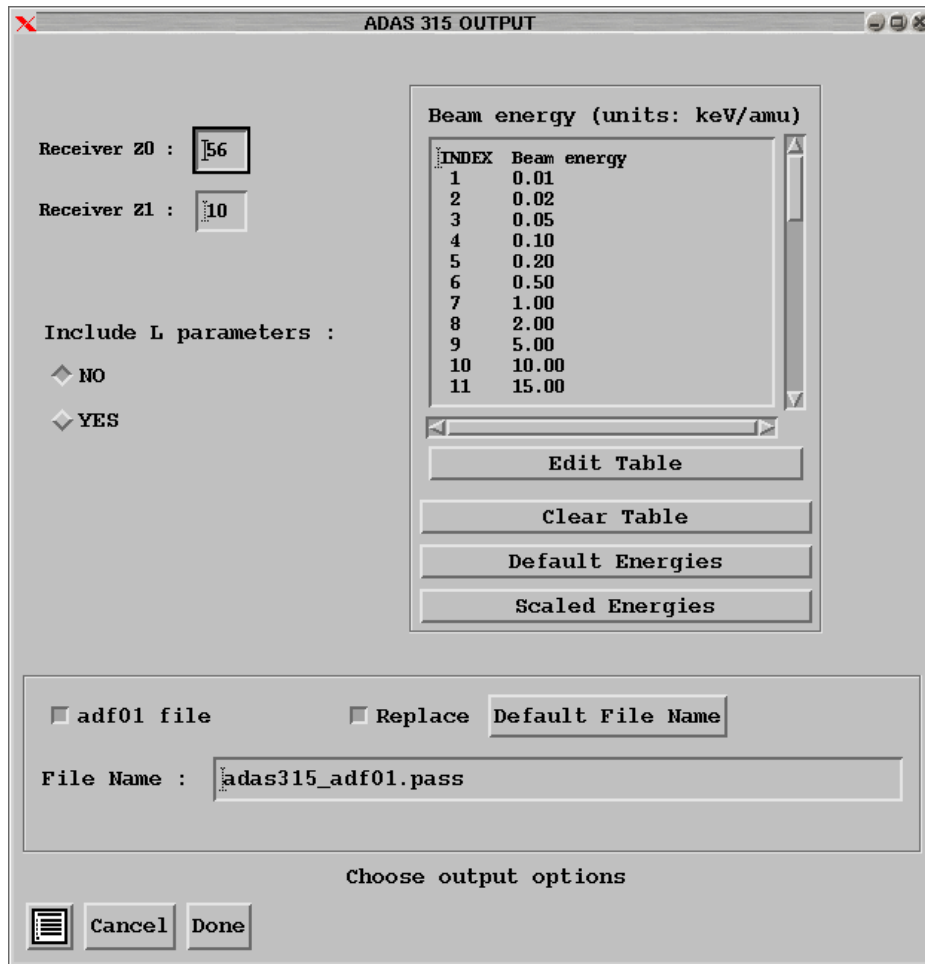 ADAS 315 OUTPUT
Receiver Z0 : 56
Receiver Z1 : 10
Include L parameters :
NO
YES
Beam energy (units: keV/amu)
INDEX Beam energy
1 0.01
2 0.02
3 0.05
4 0.10
5 0.20
6 0.50
7 1.00
8 2.00
9 5.00
10 10.00
11 15.00
Edit Table
Clear Table
Default Energies
Scaled Energies
adf01 file Replace Default File Name
File Name : adas315_adf01.pass
Choose output options
Cancel Done